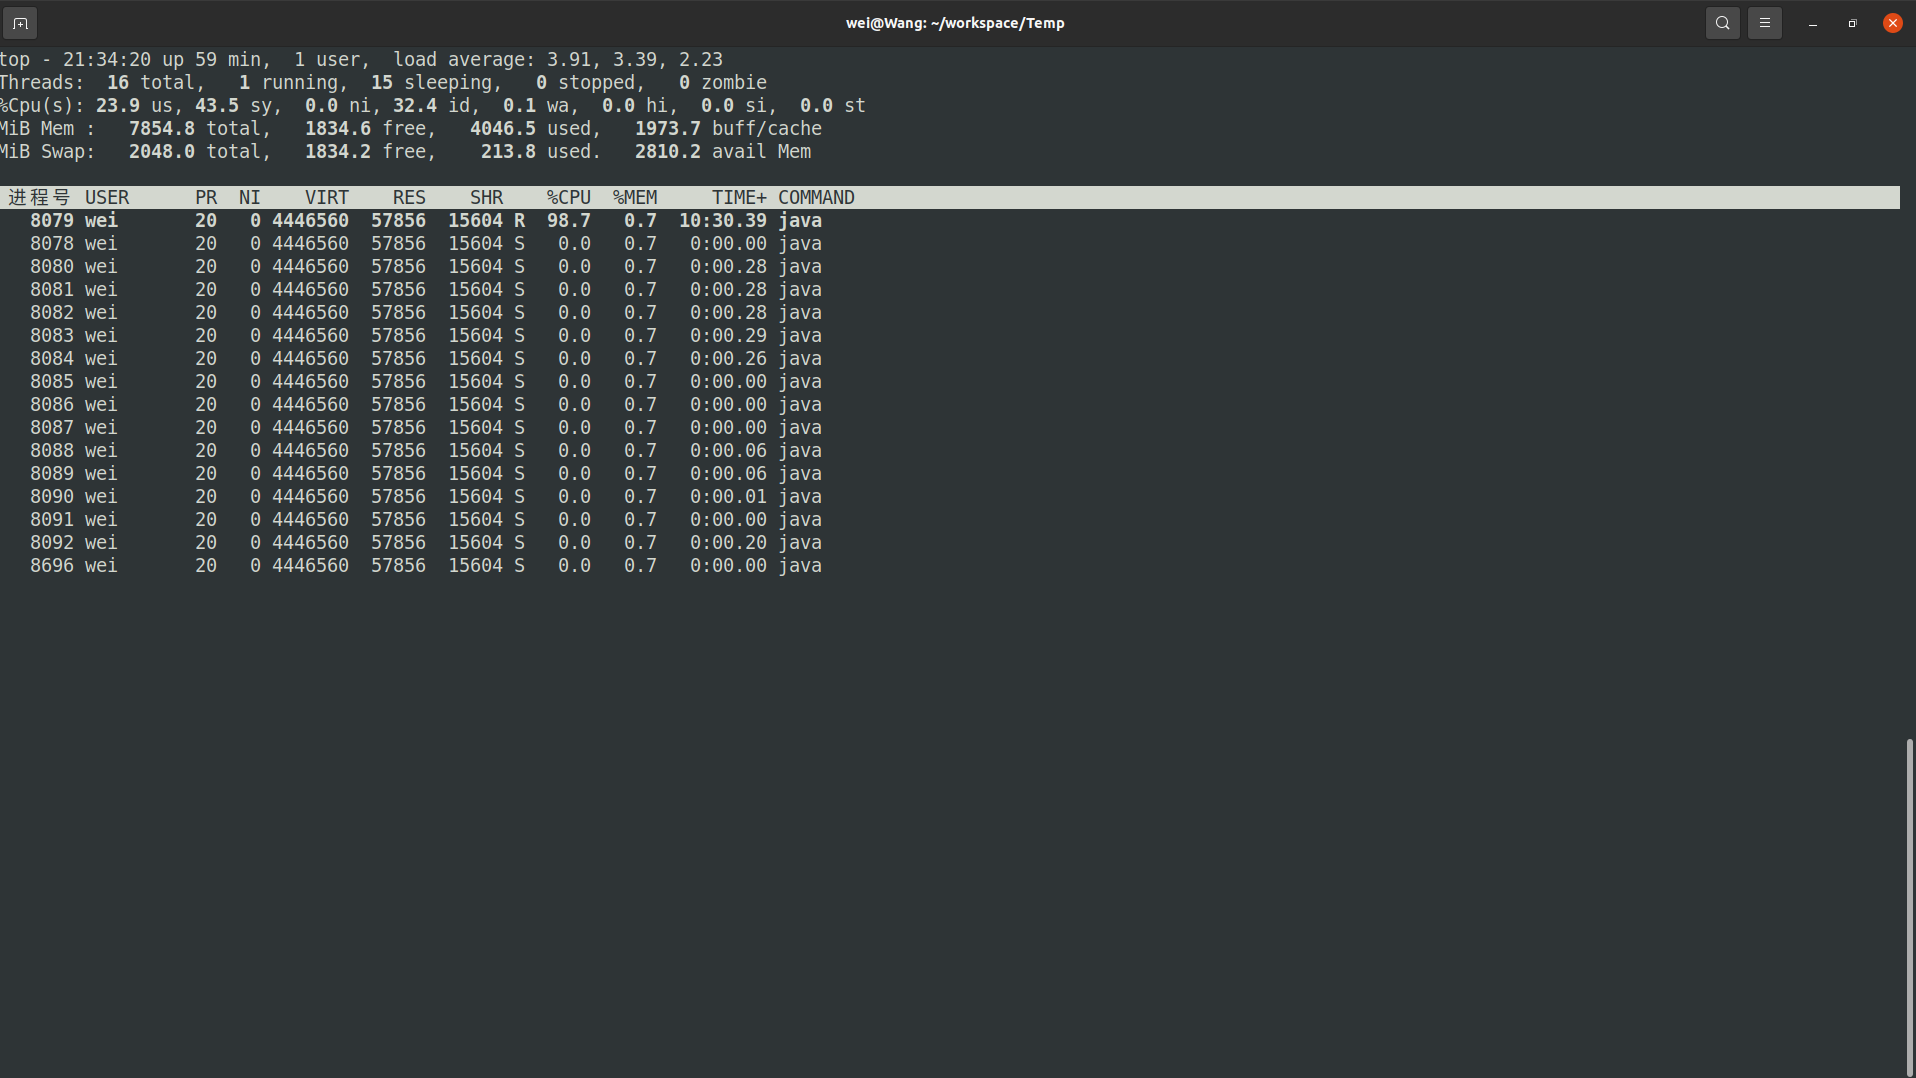 wei@Wang: ~/workspace/Temp
top - 21:34:20 up 59 min,  1 user,  load average: 3.91, 3.39, 2.23
Threads:  16 total,   1 running,  15 sleeping,   0 stopped,   0 zombie
%Cpu(s): 23.9 us, 43.5 sy,  0.0 ni, 32.4 id,  0.1 wa,  0.0 hi,  0.0 si,  0.0 st
MiB Mem :   7854.8 total,   1834.6 free,   4046.5 used,   1973.7 buff/cache
MiB Swap:   2048.0 total,   1834.2 free,    213.8 used.   2810.2 avail Mem
进程号 USER      PR  NI    VIRT    RES    SHR    %CPU  %MEM     TIME+ COMMAND
8079 wei       20   0 4446560  57856  15604 R  98.7   0.7  10:30.39 java
8078 wei       20   0 4446560  57856  15604 S   0.0   0.7   0:00.00 java
8080 wei       20   0 4446560  57856  15604 S   0.0   0.7   0:00.28 java
8081 wei       20   0 4446560  57856  15604 S   0.0   0.7   0:00.28 java
8082 wei       20   0 4446560  57856  15604 S   0.0   0.7   0:00.28 java
8083 wei       20   0 4446560  57856  15604 S   0.0   0.7   0:00.29 java
8084 wei       20   0 4446560  57856  15604 S   0.0   0.7   0:00.26 java
8085 wei       20   0 4446560  57856  15604 S   0.0   0.7   0:00.00 java
8086 wei       20   0 4446560  57856  15604 S   0.0   0.7   0:00.00 java
8087 wei       20   0 4446560  57856  15604 S   0.0   0.7   0:00.00 java
8088 wei       20   0 4446560  57856  15604 S   0.0   0.7   0:00.06 java
8089 wei       20   0 4446560  57856  15604 S   0.0   0.7   0:00.06 java
8090 wei       20   0 4446560  57856  15604 S   0.0   0.7   0:00.01 java
8091 wei       20   0 4446560  57856  15604 S   0.0   0.7   0:00.00 java
8092 wei       20   0 4446560  57856  15604 S   0.0   0.7   0:00.20 java
8696 wei       20   0 4446560  57856  15604 S   0.0   0.7   0:00.00 java